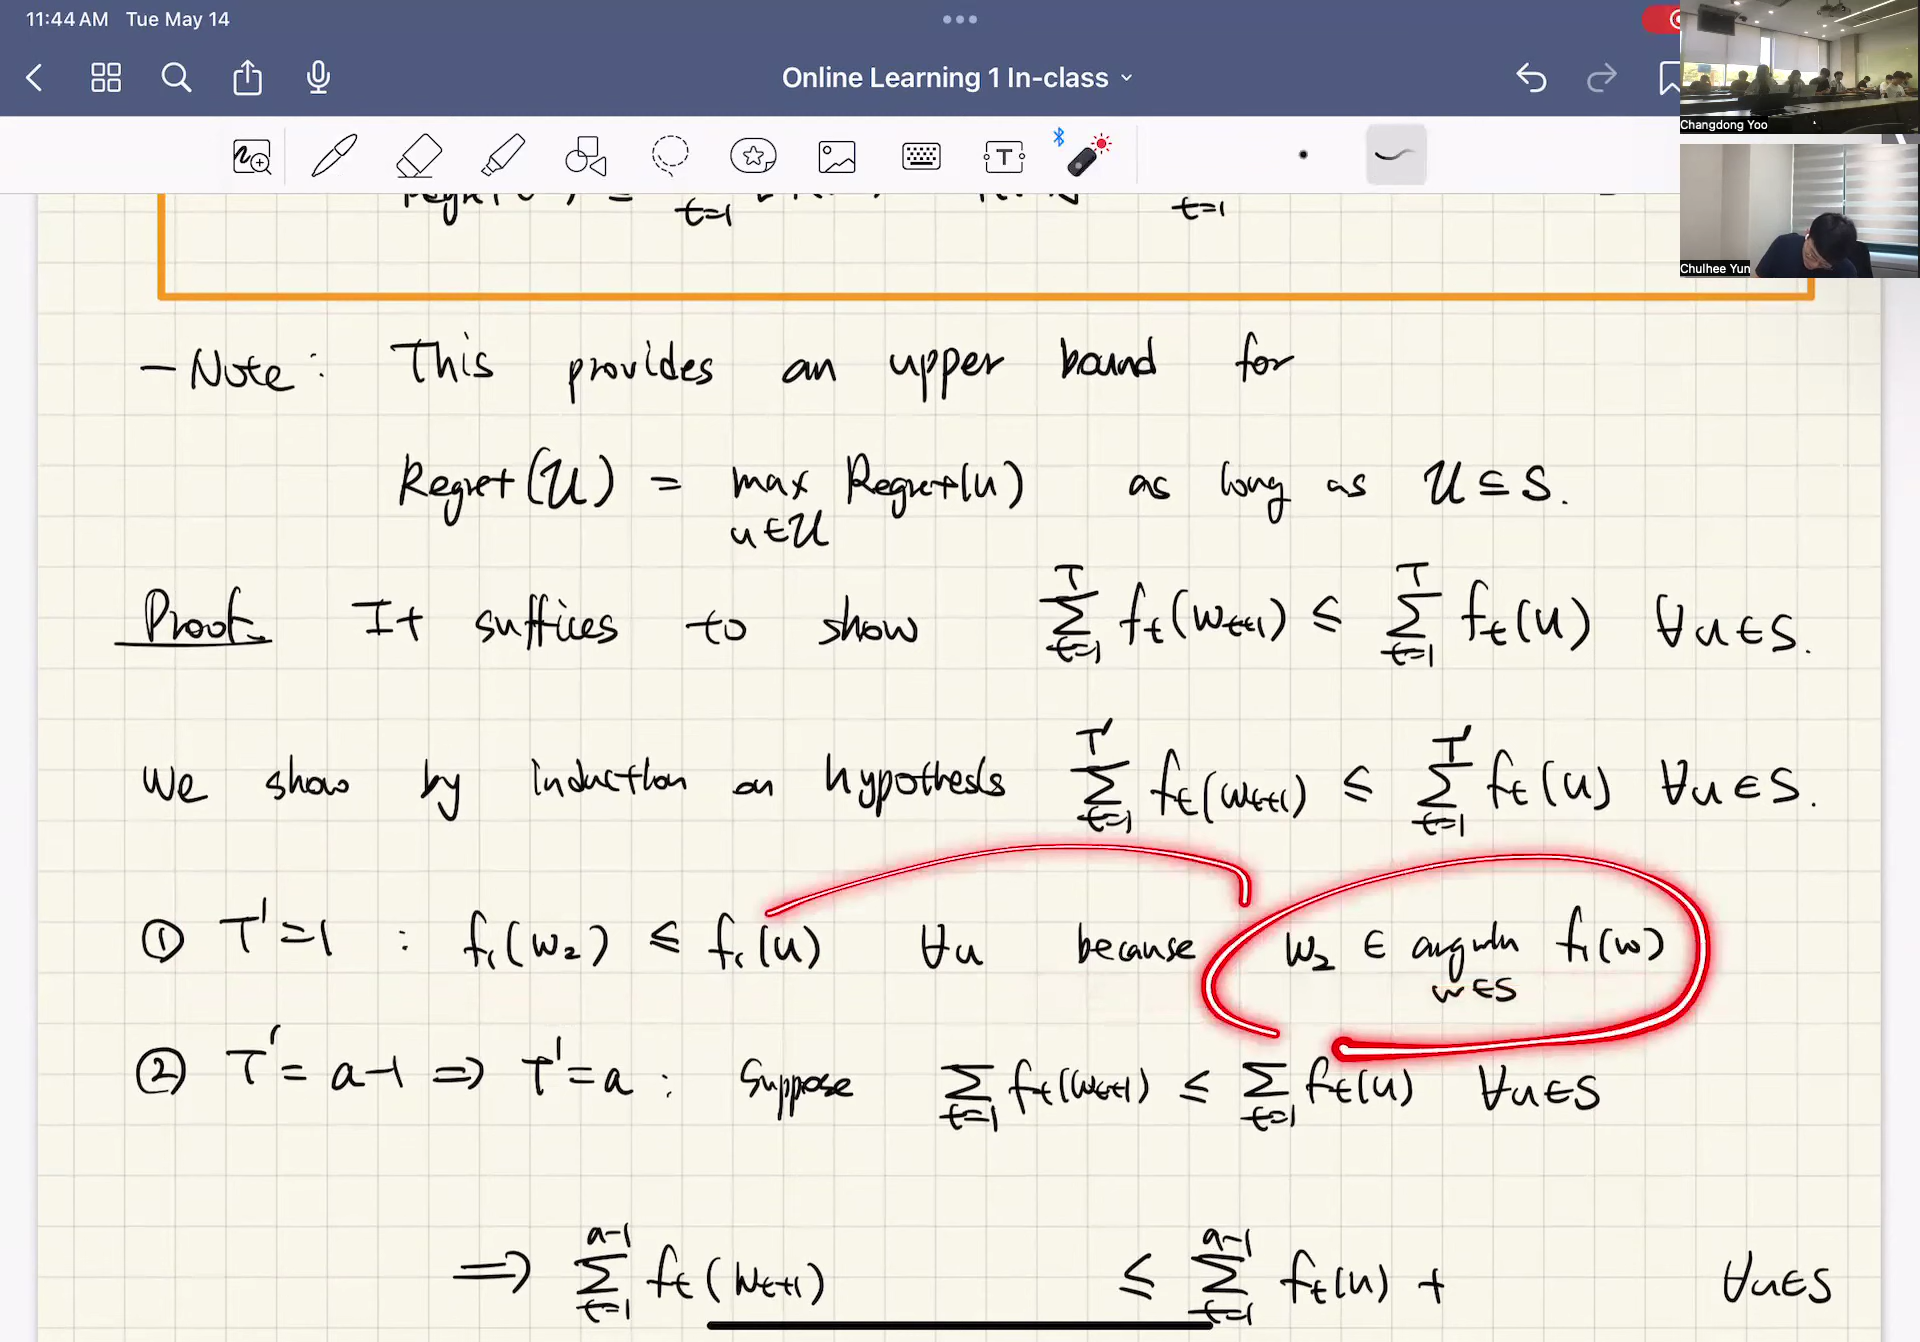 11:44 AM Tue May 14
Online Learning 1 In-class
Changdong Yoo
Chulhee Yun
t=1 t=1
- Note : This provides an upper bound for
Regret(U) = max_{u∈U} Regret(u) as long as U ⊆ S.
Proof. It suffices to show Σ_{t=1}^{T} f_t(w_{t+1}) ≤ Σ_{t=1}^{T} f_t(u) ∀u∈S.
We show by induction on hypothesis Σ_{t=1}^{T'} f_t(w_{t+1}) ≤ Σ_{t=1}^{T'} f_t(u) ∀u∈S.
① T'=1 : f_1(w_2) ≤ f_1(u) ∀u because w_2 ∈ argmin_{w∈S} f_1(w)
② T'=a-1 ⇒ T'=a : Suppose Σ_{t=1} f_t(w_{t+1}) ≤ Σ_{t=1} f_t(u) ∀u∈S
⇒ Σ_{t=1}^{a-1} f_t(w_{t+1}) ≤ Σ_{t=1}^{a-1} f_t(u) + ∀u∈S